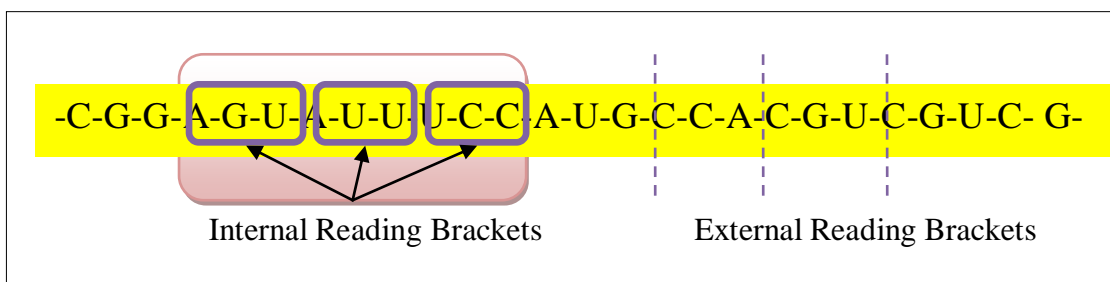 -C-G-G-A-G-U-A-U-U-U-C-C-A-U-G-C-C-A-C-G-U-C-G-U-C- G-
Internal Reading Brackets External Reading Brackets